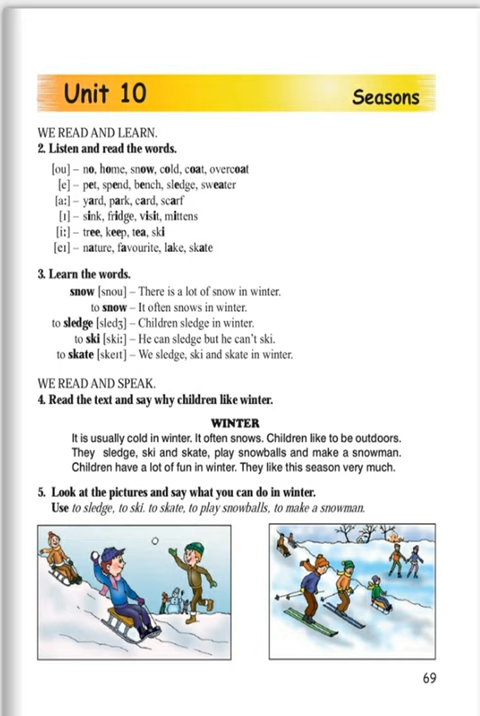 Unit 10
Seasons
WE READ AND LEARN.
2. Listen and read the words.
[ou] – no, home, snow, cold, coat, overcoat
[e] – pet, spend, bench, sledge, sweater
[a:] – yard, park, card, scarf
[ı] – sink, fridge, visit, mittens
[i:] – tree, keep, tea, ski
[eı] – nature, favourite, lake, skate
3. Learn the words.
snow [snou] – There is a lot of snow in winter.
to snow – It often snows in winter.
to sledge [sledʒ] – Children sledge in winter.
to ski [ski:] – He can sledge but he can't ski.
to skate [skeıt] – We sledge, ski and skate in winter.
WE READ AND SPEAK.
4. Read the text and say why children like winter.
WINTER
It is usually cold in winter. It often snows. Children like to be outdoors.
They sledge, ski and skate, play snowballs and make a snowman.
Children have a lot of fun in winter. They like this season very much.
5. Look at the pictures and say what you can do in winter.
Use to sledge, to ski. to skate, to play snowballs, to make a snowman.
69